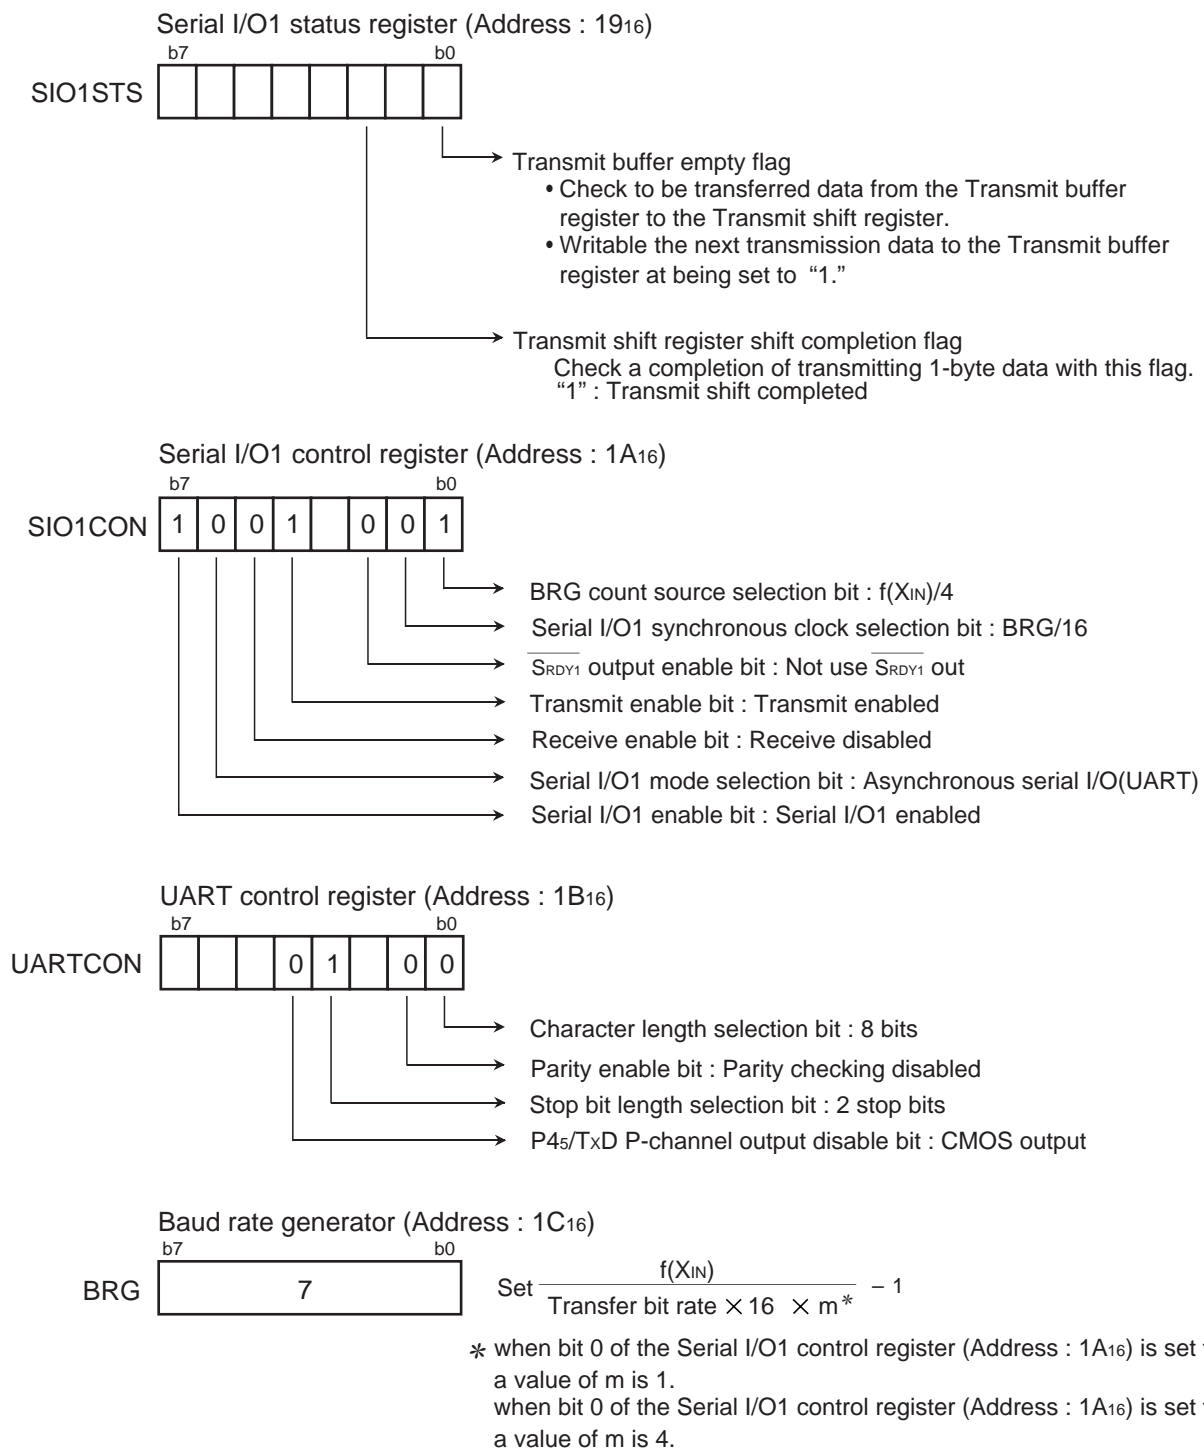 Serial I/O1 status register (Address : 1916)
b7 b0
SIO1STS
Transmit buffer empty flag
• Check to be transferred data from the Transmit buffer
register to the Transmit shift register.
• Writable the next transmission data to the Transmit buffer
register at being set to “1.”
Transmit shift register shift completion flag
Check a completion of transmitting 1-byte data with this flag.
“1” : Transmit shift completed
Serial I/O1 control register (Address : 1A16)
b7 b0
SIO1CON 1 0 0 1 0 0 1
BRG count source selection bit : f(XIN)/4
Serial I/O1 synchronous clock selection bit : BRG/16
SRDY1 output enable bit : Not use SRDY1 out
Transmit enable bit : Transmit enabled
Receive enable bit : Receive disabled
Serial I/O1 mode selection bit : Asynchronous serial I/O(UART)
Serial I/O1 enable bit : Serial I/O1 enabled
UART control register (Address : 1B16)
b7 b0
UARTCON 0 1 0 0
Character length selection bit : 8 bits
Parity enable bit : Parity checking disabled
Stop bit length selection bit : 2 stop bits
P45/TxD P-channel output disable bit : CMOS output
Baud rate generator (Address : 1C16)
b7 b0
BRG 7
Set f(XIN) − 1
Transfer bit rate × 16 × m*
* when bit 0 of the Serial I/O1 control register (Address : 1A16) is set
a value of m is 1.
when bit 0 of the Serial I/O1 control register (Address : 1A16) is set
a value of m is 4.